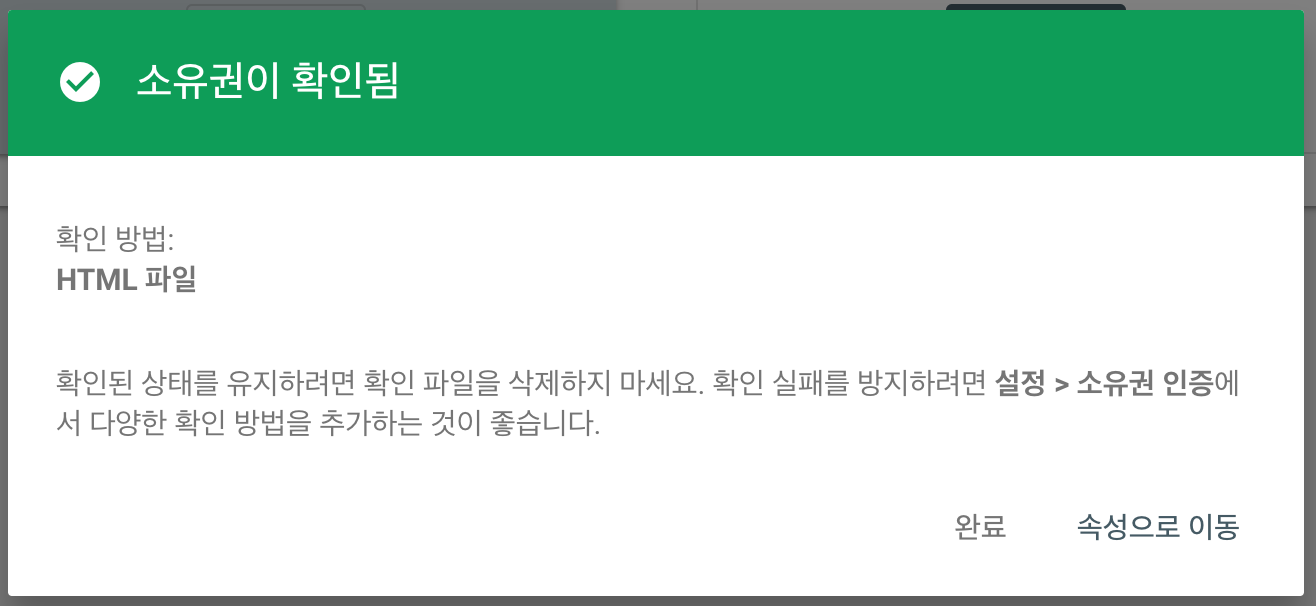 소유권이 확인됨
확인 방법:
HTML 파일
확인된 상태를 유지하려면 확인 파일을 삭제하지 마세요. 확인 실패를 방지하려면 설정 > 소유권 인증에
서 다양한 확인 방법을 추가하는 것이 좋습니다.
완료 속성으로 이동